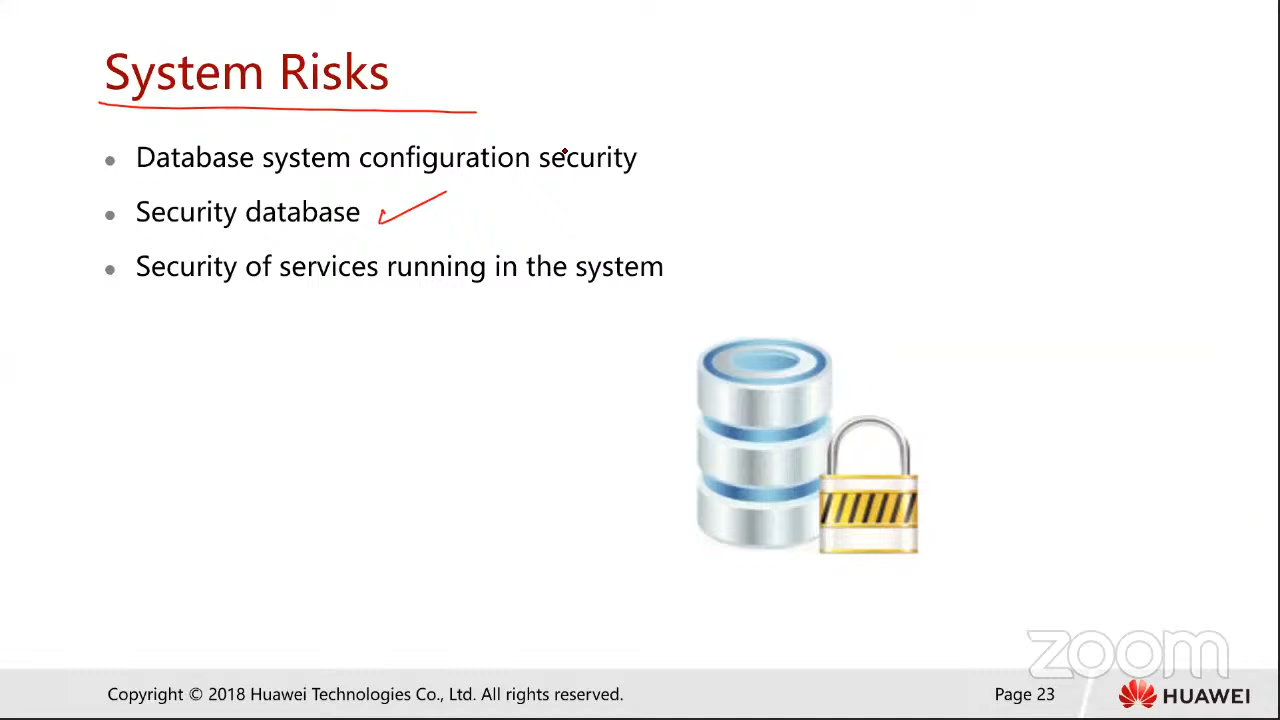 System Risks
Database system configuration security
Security database
Security of services running in the system
zoom
Copyright © 2018 Huawei Technologies Co., Ltd. All rights reserved.
Page 23
HUAWEI